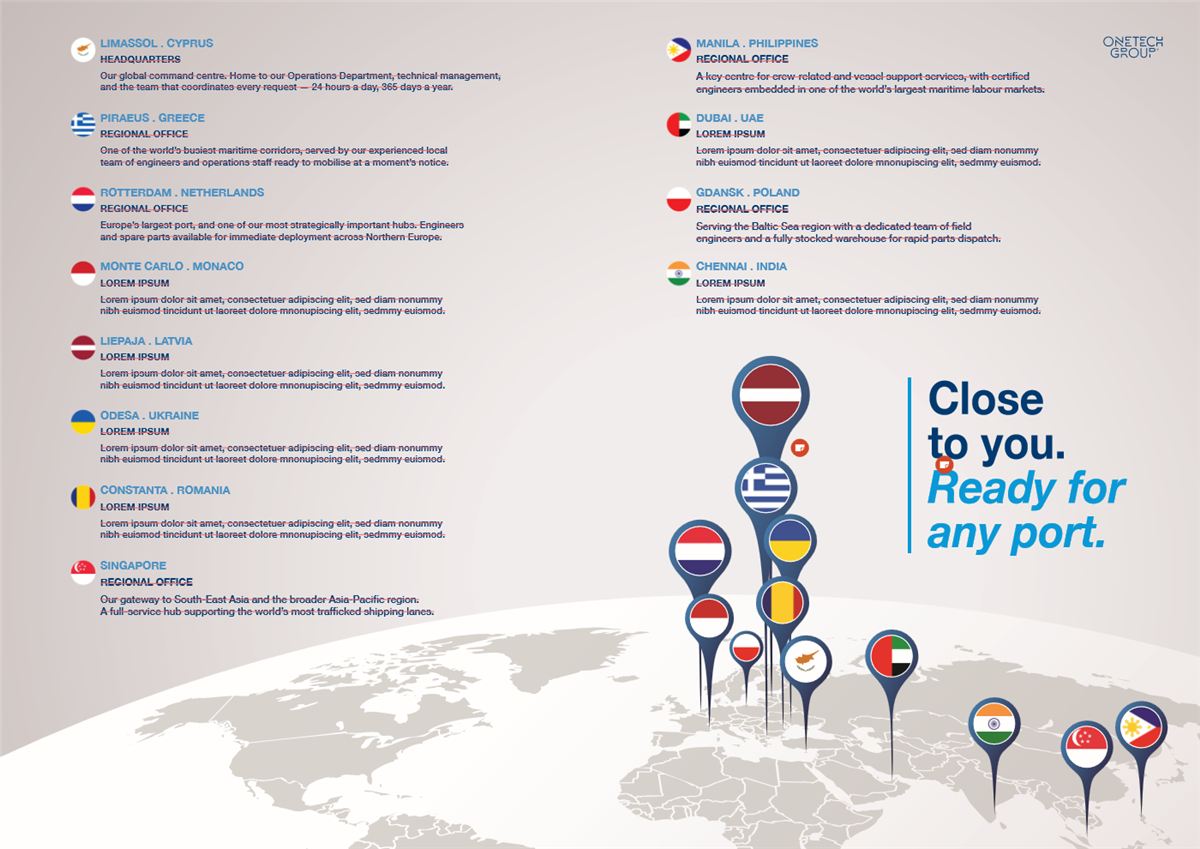 LIMASSOL . CYPRUS
HEADQUARTERS
Our global command centre. Home to our Operations Department, technical management,
and the team that coordinates every request — 24 hours a day, 365 days a year.
PIRAEUS . GREECE
REGIONAL OFFICE
One of the world's busiest maritime corridors, served by our experienced local
team of engineers and operations staff ready to mobilise at a moment's notice.
ROTTERDAM . NETHERLANDS
REGIONAL OFFICE
Europe's largest port, and one of our most strategically important hubs. Engineers
and spare parts available for immediate deployment across Northern Europe.
MONTE CARLO . MONACO
LOREM IPSUM
Lorem ipsum dolor sit amet, consectetuer adipiscing elit, sed diam nonummy
nibh euismod tincidunt ut laoreet dolore mnonupiscing elit, sedmmy euismod.
LIEPAJA . LATVIA
LOREM IPSUM
Lorem ipsum dolor sit amet, consectetuer adipiscing elit, sed diam nonummy
nibh euismod tincidunt ut laoreet dolore mnonupiscing elit, sedmmy euismod.
ODESA . UKRAINE
LOREM IPSUM
Lorem ipsum dolor sit amet, consectetuer adipiscing elit, sed diam nonummy
nibh euismod tincidunt ut laoreet dolore mnonupiscing elit, sedmmy euismod.
CONSTANTA . ROMANIA
LOREM IPSUM
Lorem ipsum dolor sit amet, consectetuer adipiscing elit, sed diam nonummy
nibh euismod tincidunt ut laoreet dolore mnonupiscing elit, sedmmy euismod.
SINGAPORE
REGIONAL OFFICE
Our gateway to South-East Asia and the broader Asia-Pacific region.
A full-service hub supporting the world's most trafficked shipping lanes.
MANILA . PHILIPPINES
REGIONAL OFFICE
A key centre for crew-related and vessel support services, with certified
engineers embedded in one of the world's largest maritime labour markets.
DUBAI . UAE
LOREM IPSUM
Lorem ipsum dolor sit amet, consectetuer adipiscing elit, sed diam nonummy
nibh euismod tincidunt ut laoreet dolore mnonupiscing elit, sedmmy euismod.
GDANSK . POLAND
REGIONAL OFFICE
Serving the Baltic Sea region with a dedicated team of field
engineers and a fully stocked warehouse for rapid parts dispatch.
CHENNAI . INDIA
LOREM IPSUM
Lorem ipsum dolor sit amet, consectetuer adipiscing elit, sed diam nonummy
nibh euismod tincidunt ut laoreet dolore mnonupiscing elit, sedmmy euismod.
ONETECH
GROUP
Close
to you.
Ready for
any port.